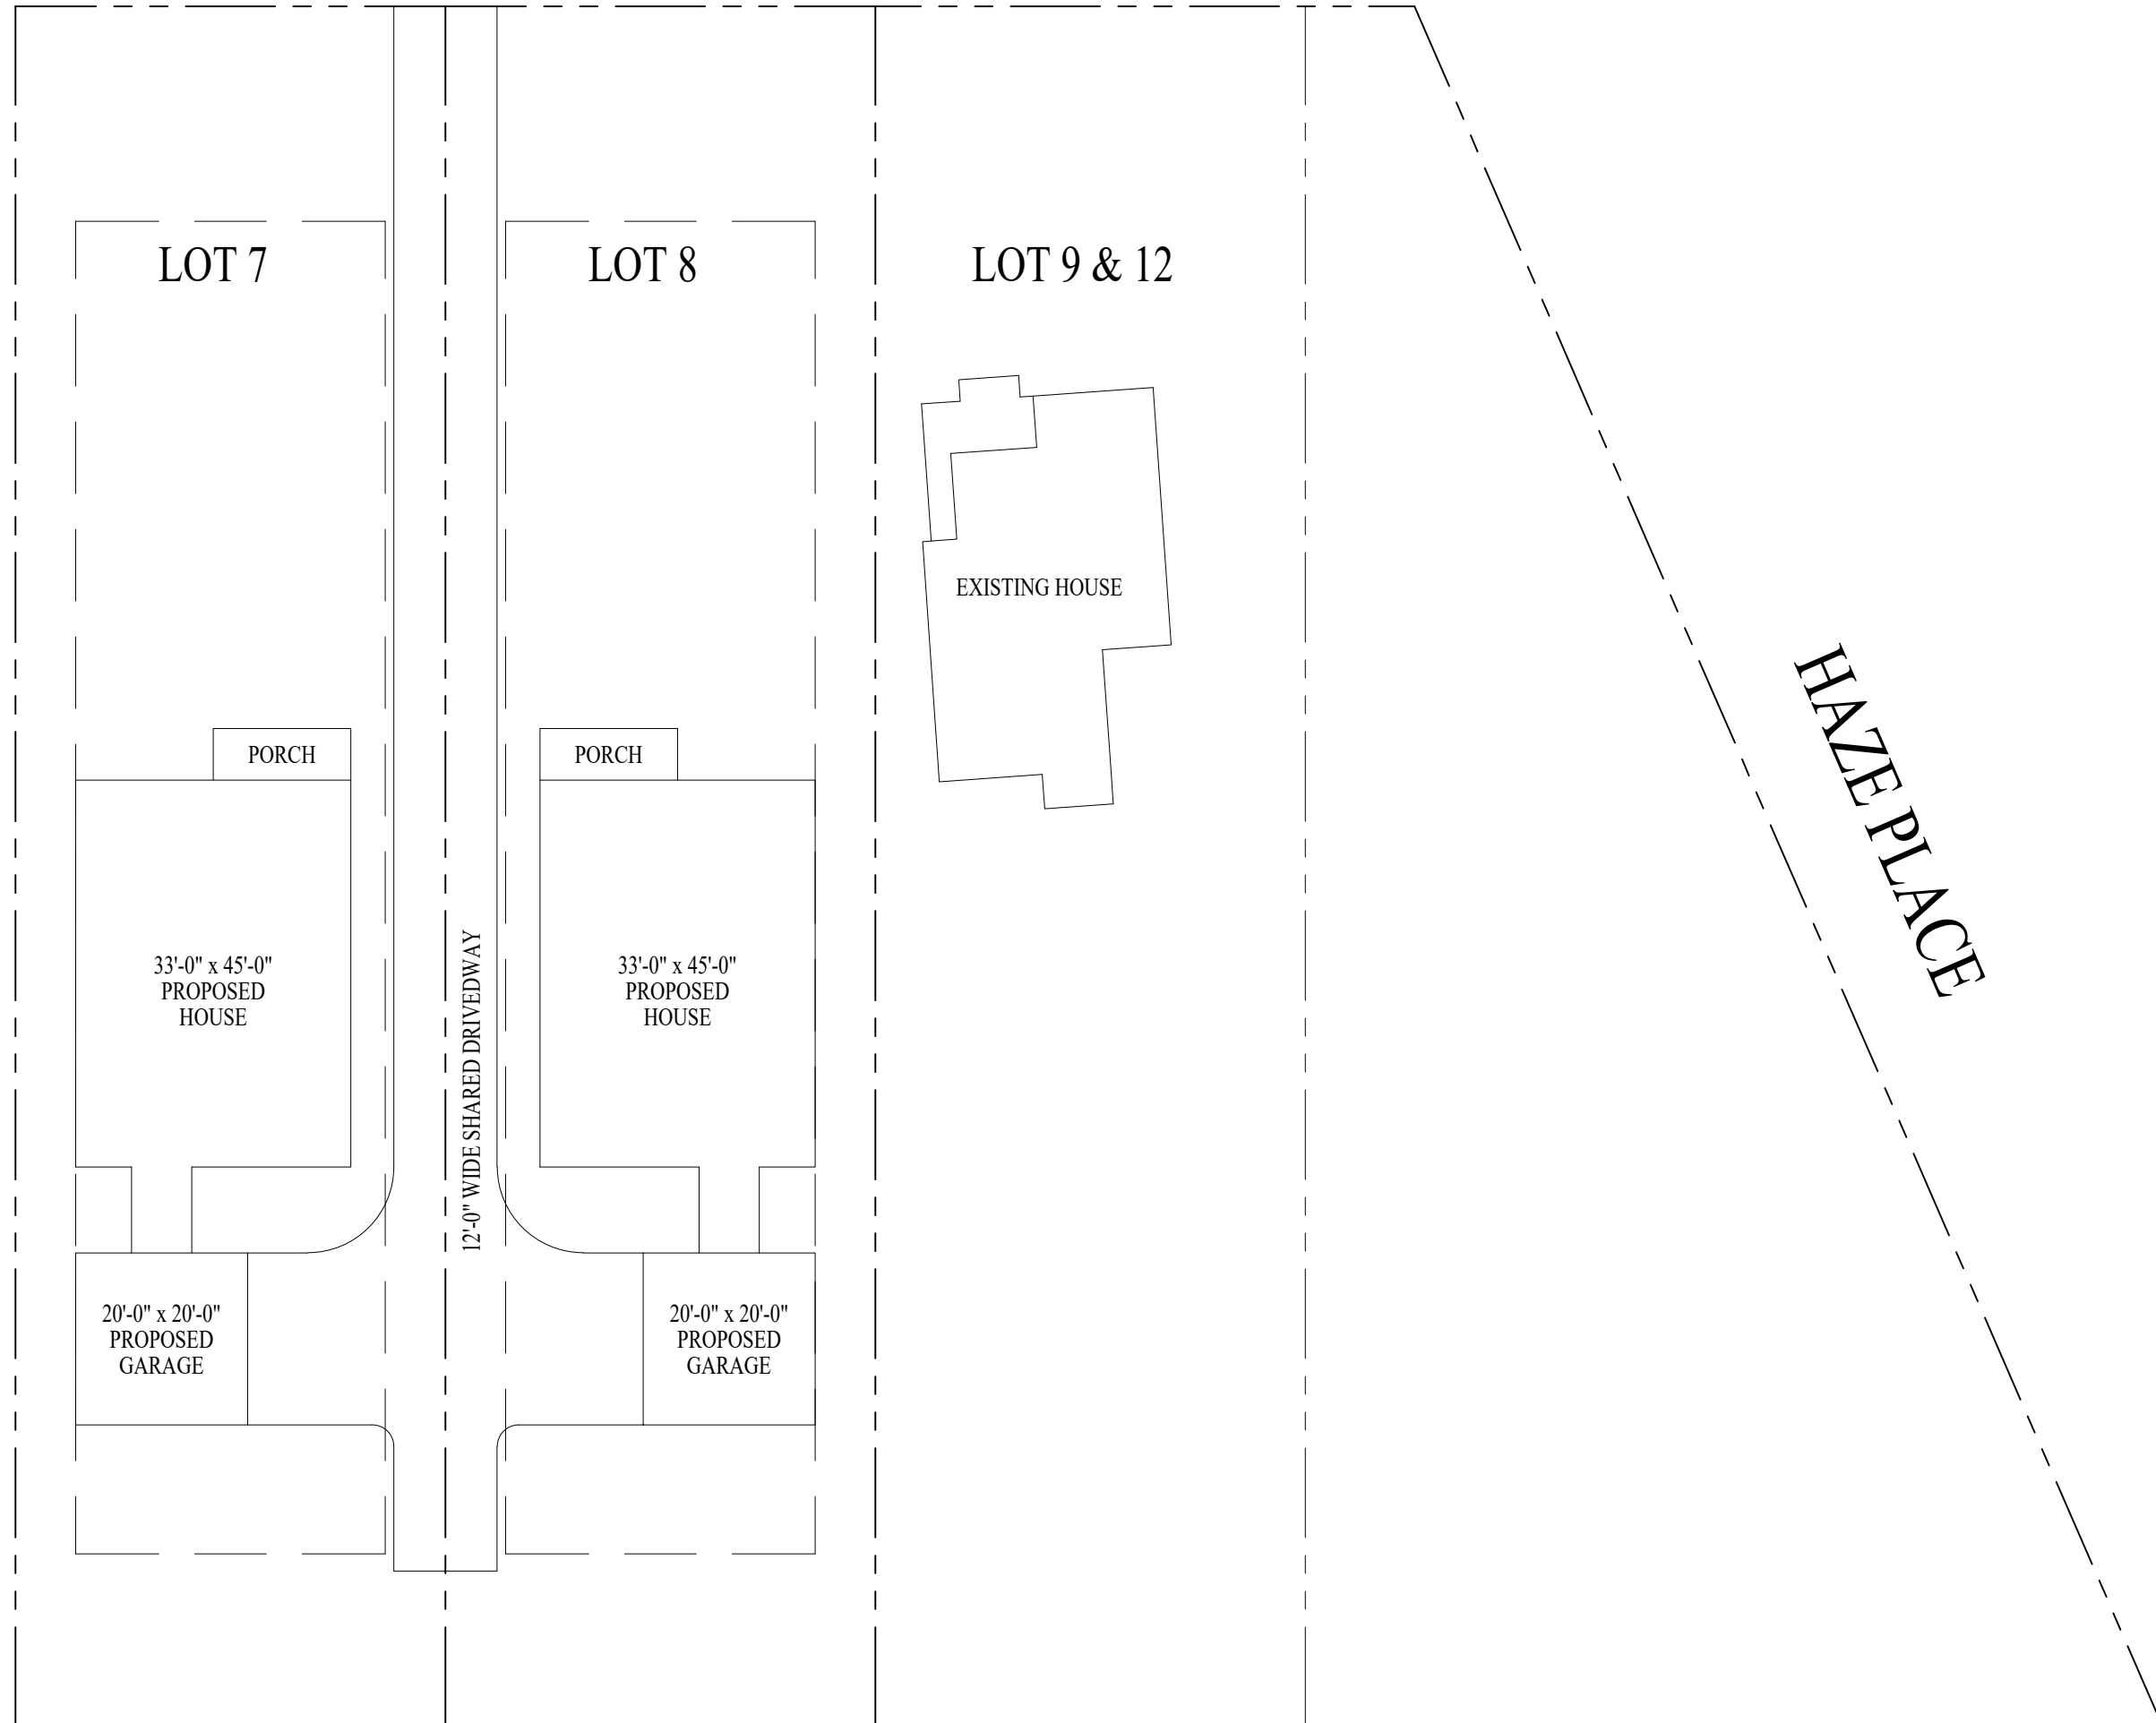 LOT 7
LOT 8
LOT 9 & 12
EXISTING HOUSE
HAZE PLACE
PORCH
PORCH
33'-0" x 45'-0"
PROPOSED
HOUSE
12'-0" WIDE SHARED DRIVEDWAY
33'-0" x 45'-0"
PROPOSED
HOUSE
20'-0" x 20'-0"
PROPOSED
GARAGE
20'-0" x 20'-0"
PROPOSED
GARAGE